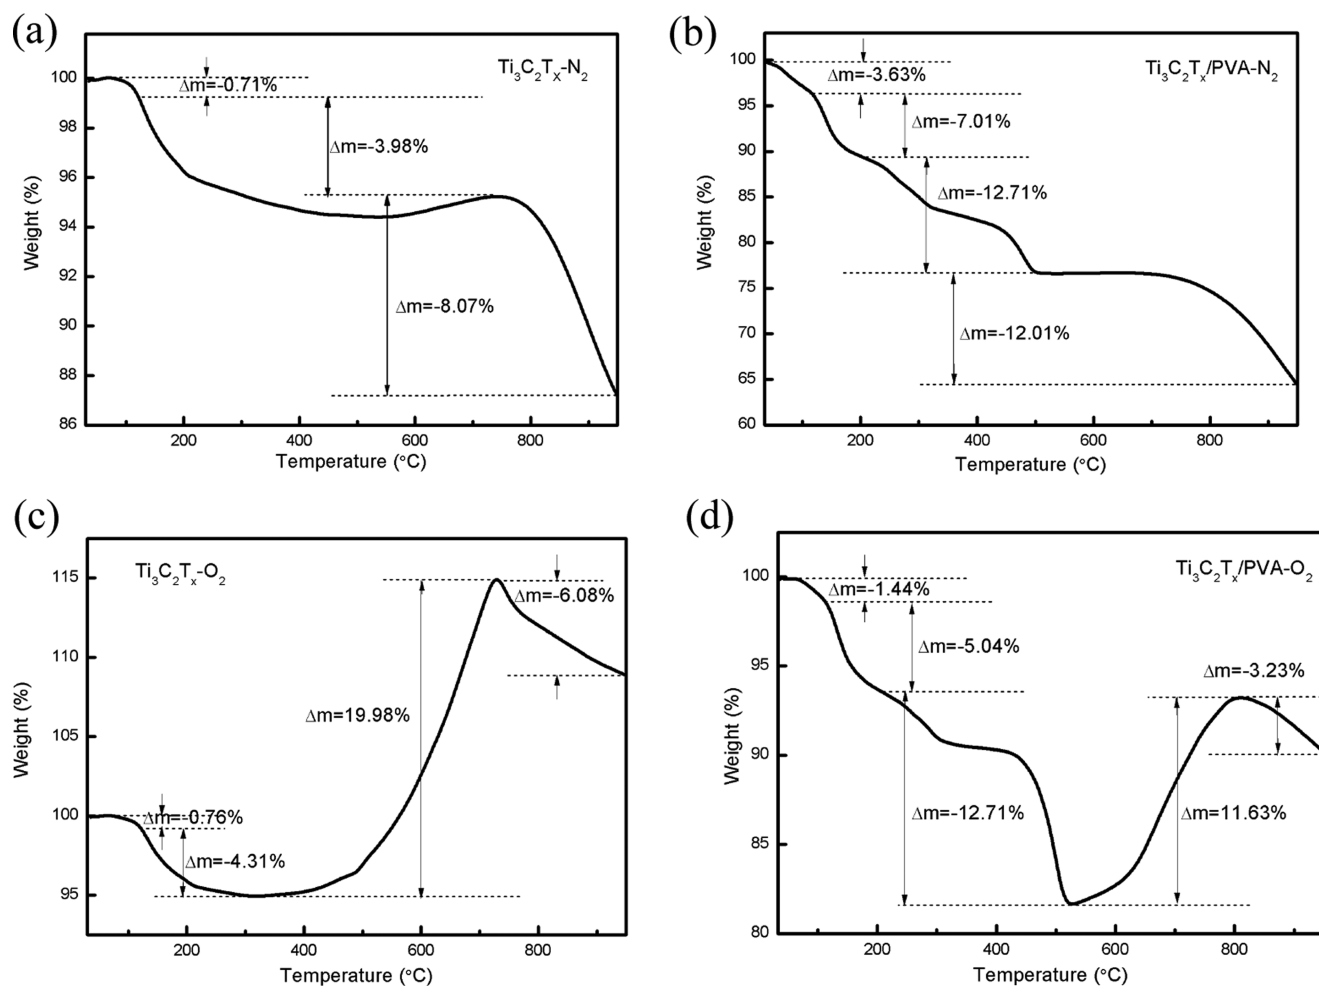 (a)
Ti₃C₂Tₓ-N₂
Δm=-0.71%
Δm=-3.98%
Δm=-8.07%
Weight (%)
100
98
96
94
92
90
88
86
200
400
600
800
Temperature (°C)
(b)
Ti₃C₂Tₓ/PVA-N₂
Δm=-3.63%
Δm=-7.01%
Δm=-12.71%
Δm=-12.01%
Weight (%)
100
95
90
85
80
75
70
65
60
200
400
600
800
Temperature (°C)
(c)
Ti₃C₂Tₓ-O₂
Δm=-6.08%
Δm=19.98%
Δm=-0.76%
Δm=-4.31%
Weight (%)
115
110
105
100
95
200
400
600
800
Temperature (°C)
(d)
Ti₃C₂Tₓ/PVA-O₂
Δm=-1.44%
Δm=-5.04%
Δm=-3.23%
Δm=-12.71%
Δm=11.63%
Weight (%)
100
95
90
85
80
200
400
600
800
Temperature (°C)